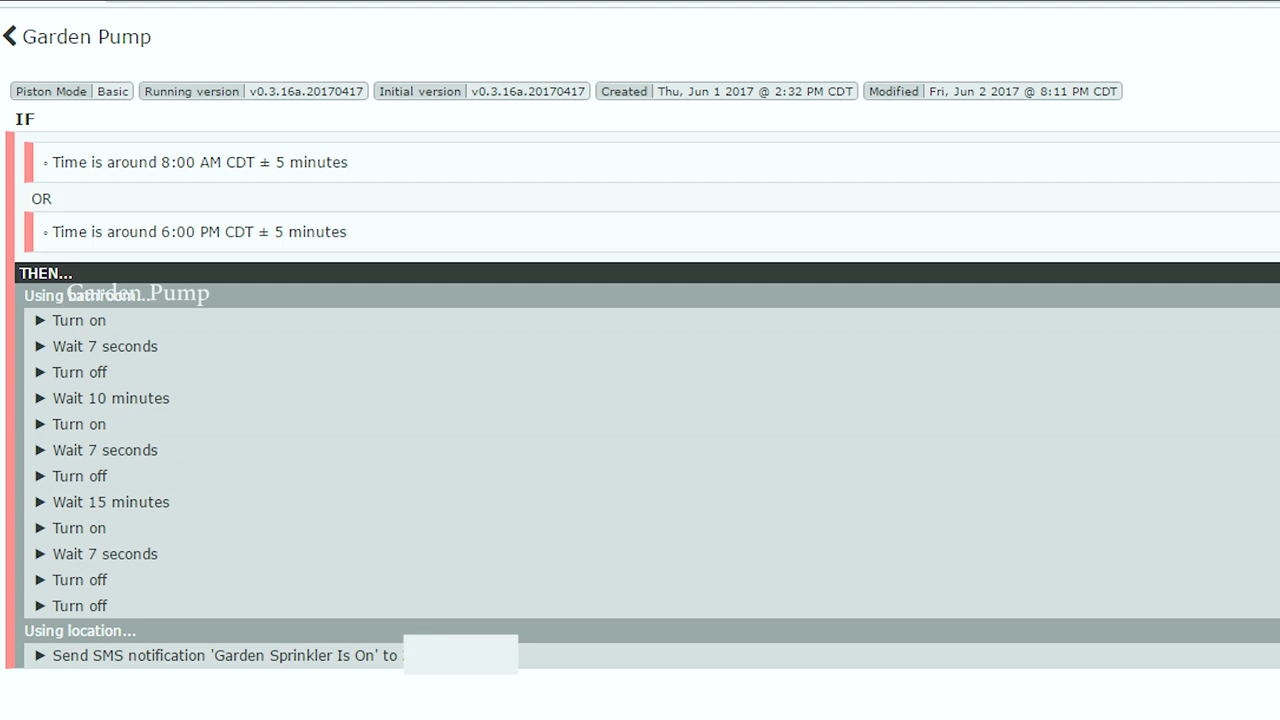 Garden Pump
Piston Mode | Basic Running version | v0.3.16a.20170417 Initial version | v0.3.16a.20170417 Created | Thu, Jun 1 2017 @ 2:32 PM CDT Modified | Fri, Jun 2 2017 @ 8:11 PM CDT
IF
Time is around 8:00 AM CDT ± 5 minutes
OR
Time is around 6:00 PM CDT ± 5 minutes
THEN...
Garden Pump
Using bathroom...
Turn on
Wait 7 seconds
Turn off
Wait 10 minutes
Turn on
Wait 7 seconds
Turn off
Wait 15 minutes
Turn on
Wait 7 seconds
Turn off
Turn off
Using location...
Send SMS notification 'Garden Sprinkler Is On' to